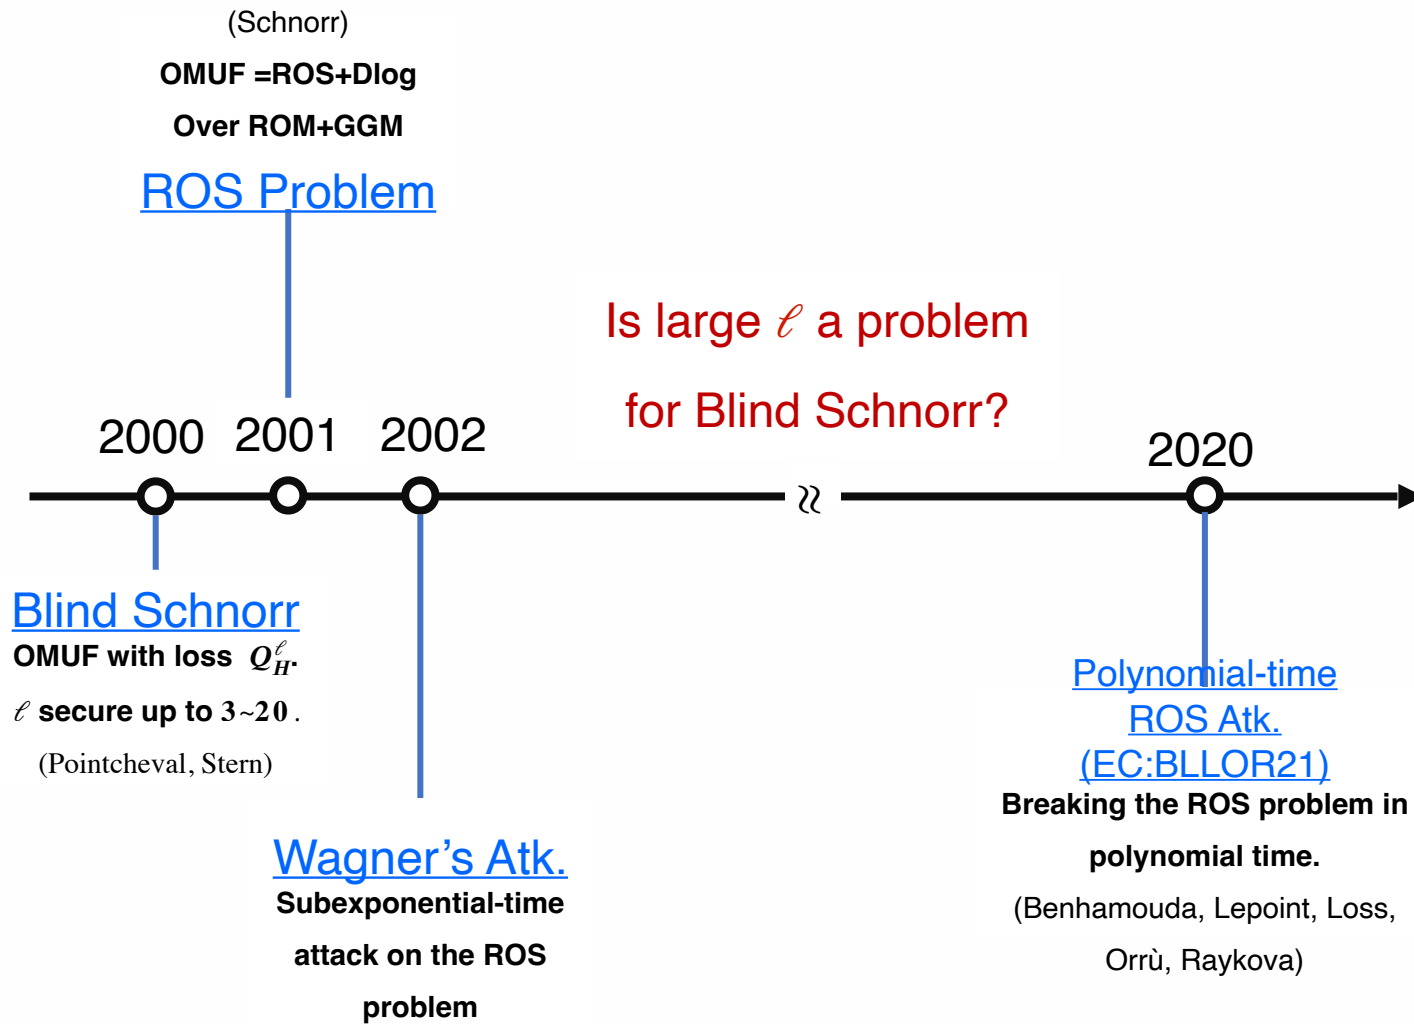 (Schnorr)
OMUF =ROS+Dlog
Over ROM+GGM
ROS Problem
Is large ℓ a problem
for Blind Schnorr?
2000
2001
2002
2020
≈
Blind Schnorr
OMUF with loss Q_H^ℓ.
ℓ secure up to 3~20.
(Pointcheval, Stern)
Wagner's Atk.
Subexponential-time
attack on the ROS
problem
Polynomial-time
ROS Atk.
(EC:BLLOR21)
Breaking the ROS problem in
polynomial time.
(Benhamouda, Lepoint, Loss,
Orrù, Raykova)